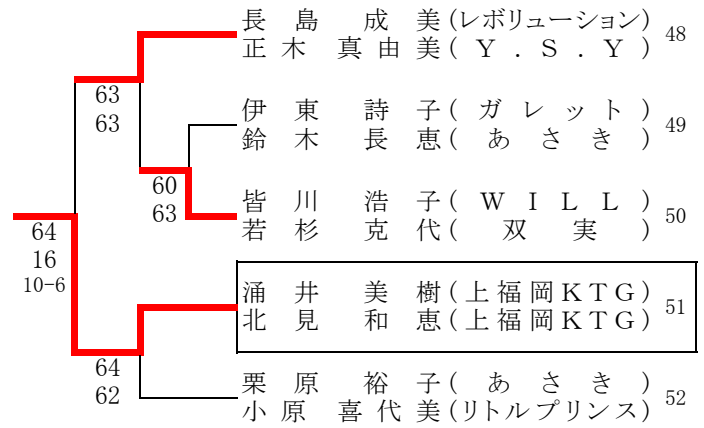 長島成美(レボリューション)
正木真由美(Y.S.Y) 48
63
63
伊東詩子(ガレット)
鈴木長恵(あさき) 49
60
63
皆川浩子(WILL)
若杉克代(双実) 50
64
16
10-6
涌井美樹(上福岡KTG)
北見和恵(上福岡KTG) 51
64
62
栗原裕子(あさき)
小原喜代美(リトルプリンス) 52